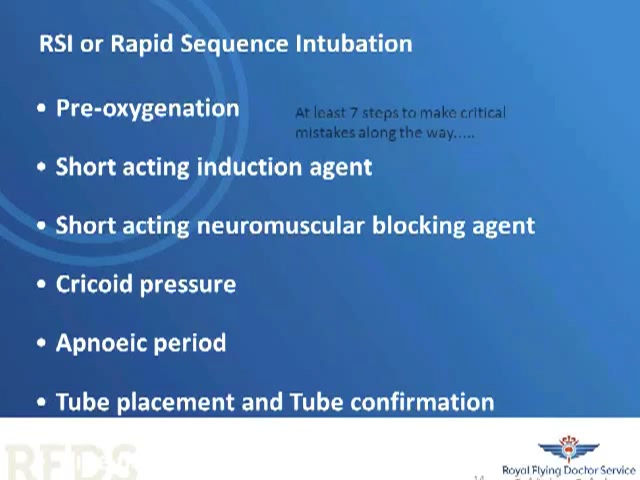 RSI or Rapid Sequence Intubation
• Pre-oxygenation
At least 7 steps to make critical
mistakes along the way.....
• Short acting induction agent
• Short acting neuromuscular blocking agent
• Cricoid pressure
• Apnoeic period
• Tube placement and Tube confirmation
RFDS
Royal Flying Doctor Service
14